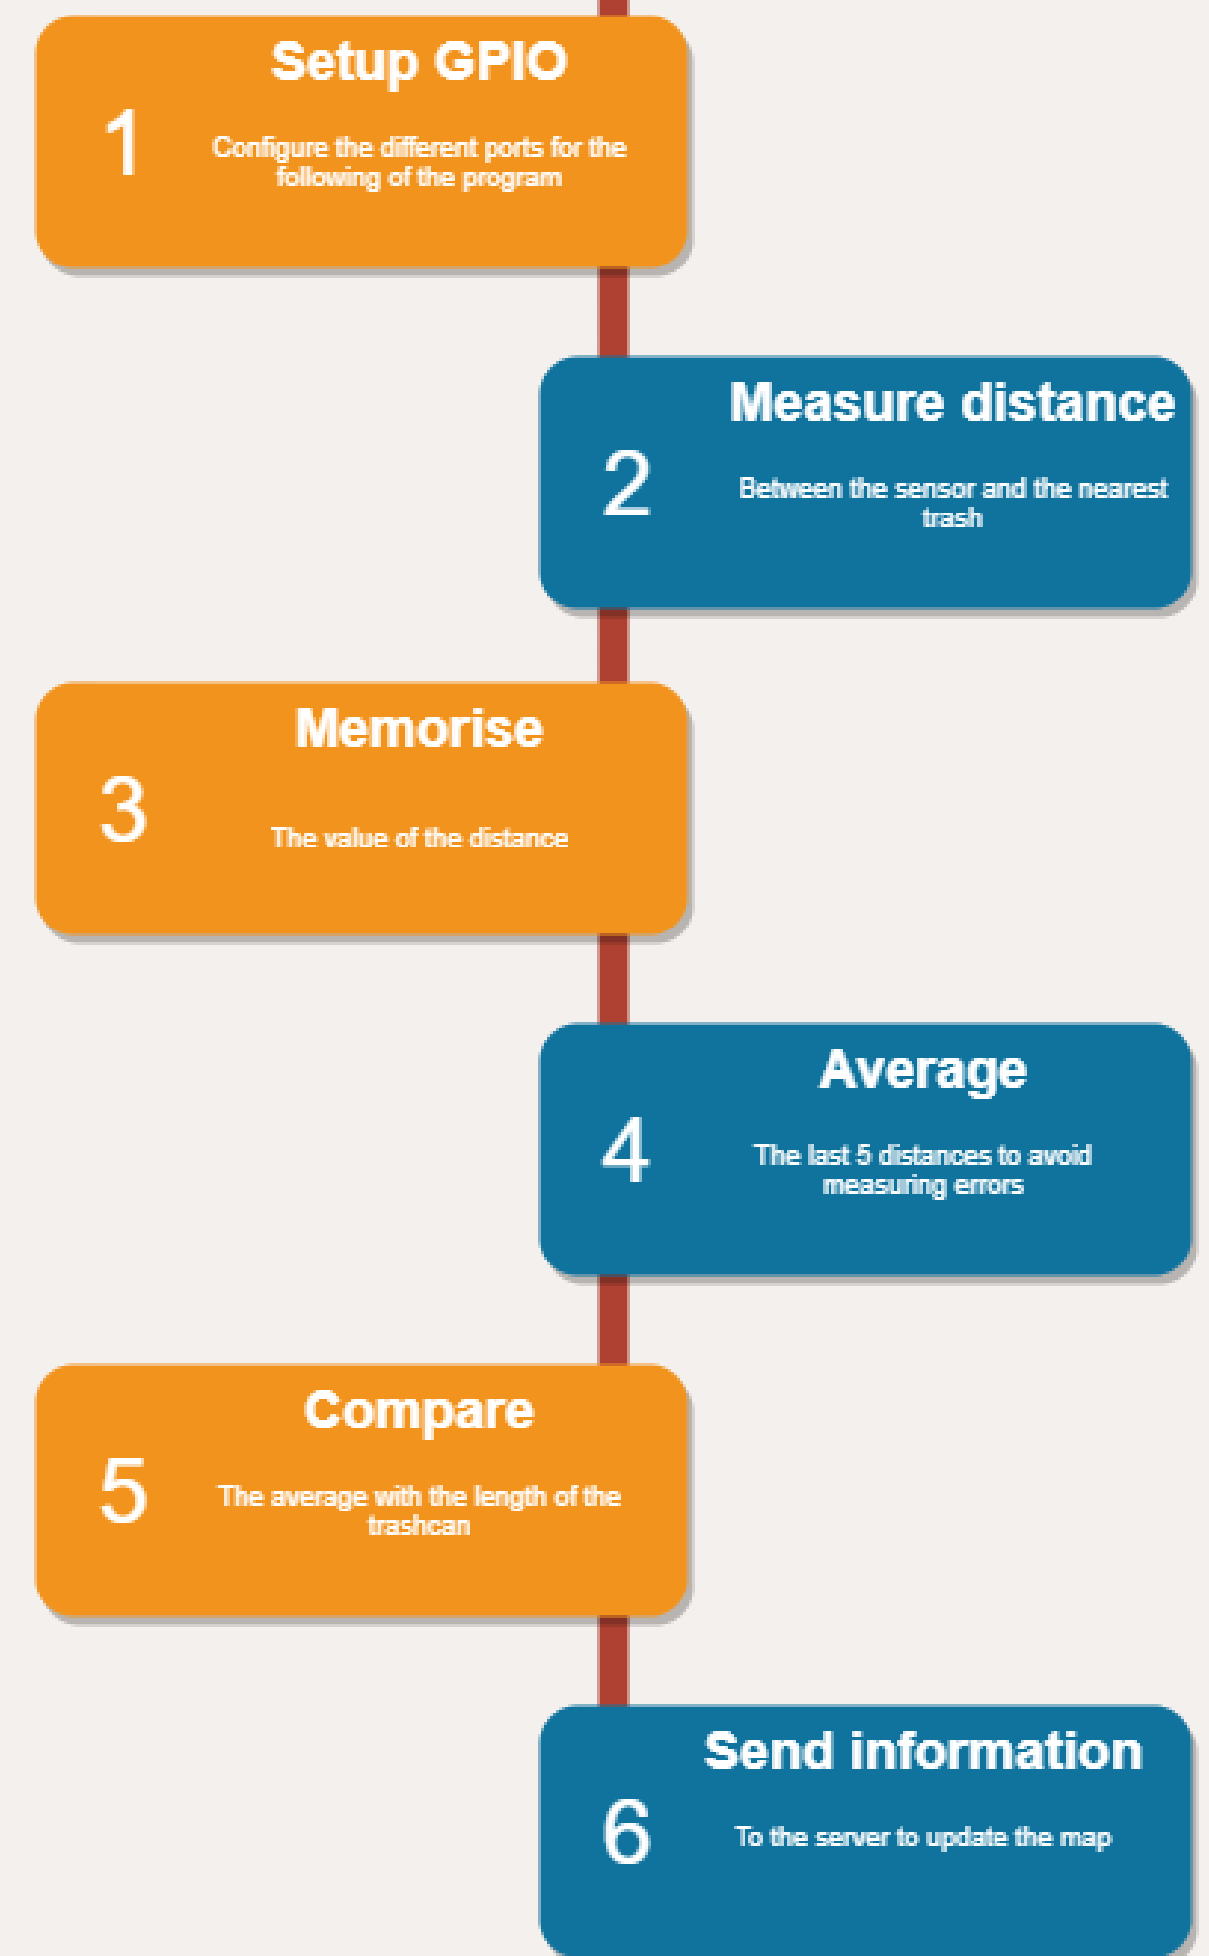 Setup GPIO
1
Configure the different ports for the
following of the program
Measure distance
2
Between the sensor and the nearest
trash
Memorise
3
The value of the distance
Average
4
The last 5 distances to avoid
measuring errors
Compare
5
The average with the length of the
trashcan
Send information
6
To the server to update the map